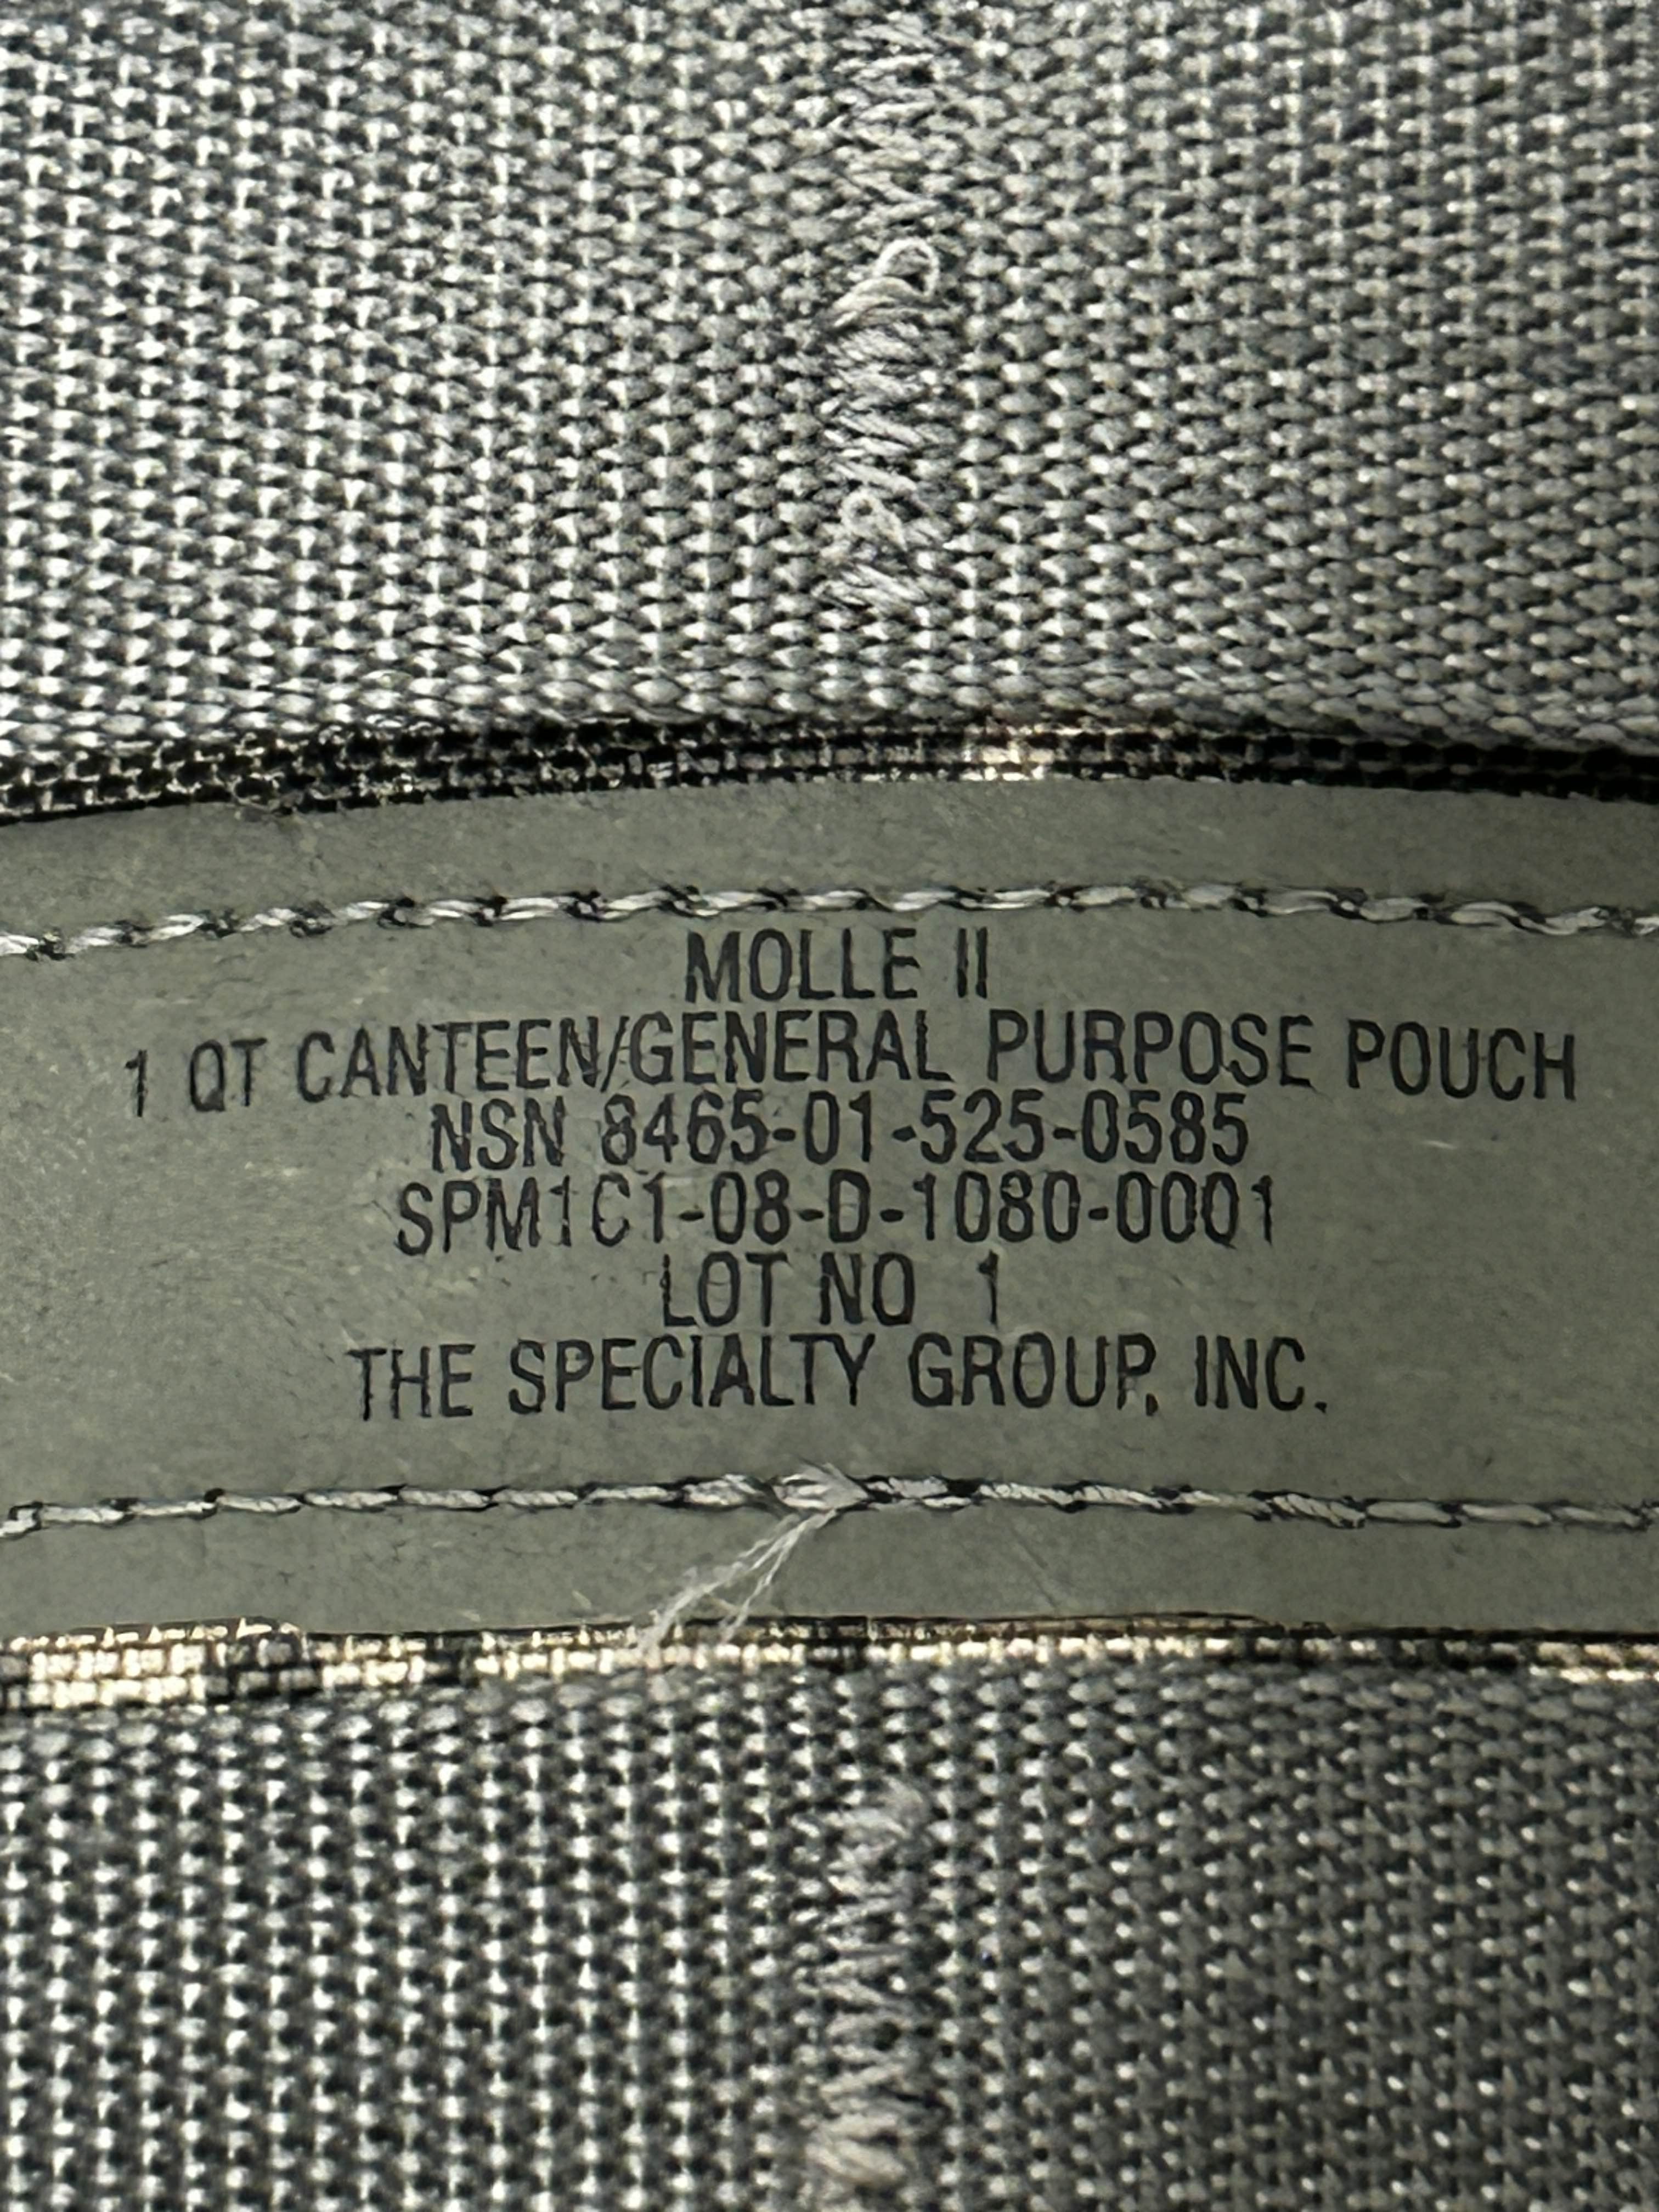 MOLLE II
1 QT CANTEEN/GENERAL PURPOSE POUCH
NSN 8465-01-525-0585
SPM1C1-08-D-1080-0001
LOT NO 1
THE SPECIALTY GROUP, INC.